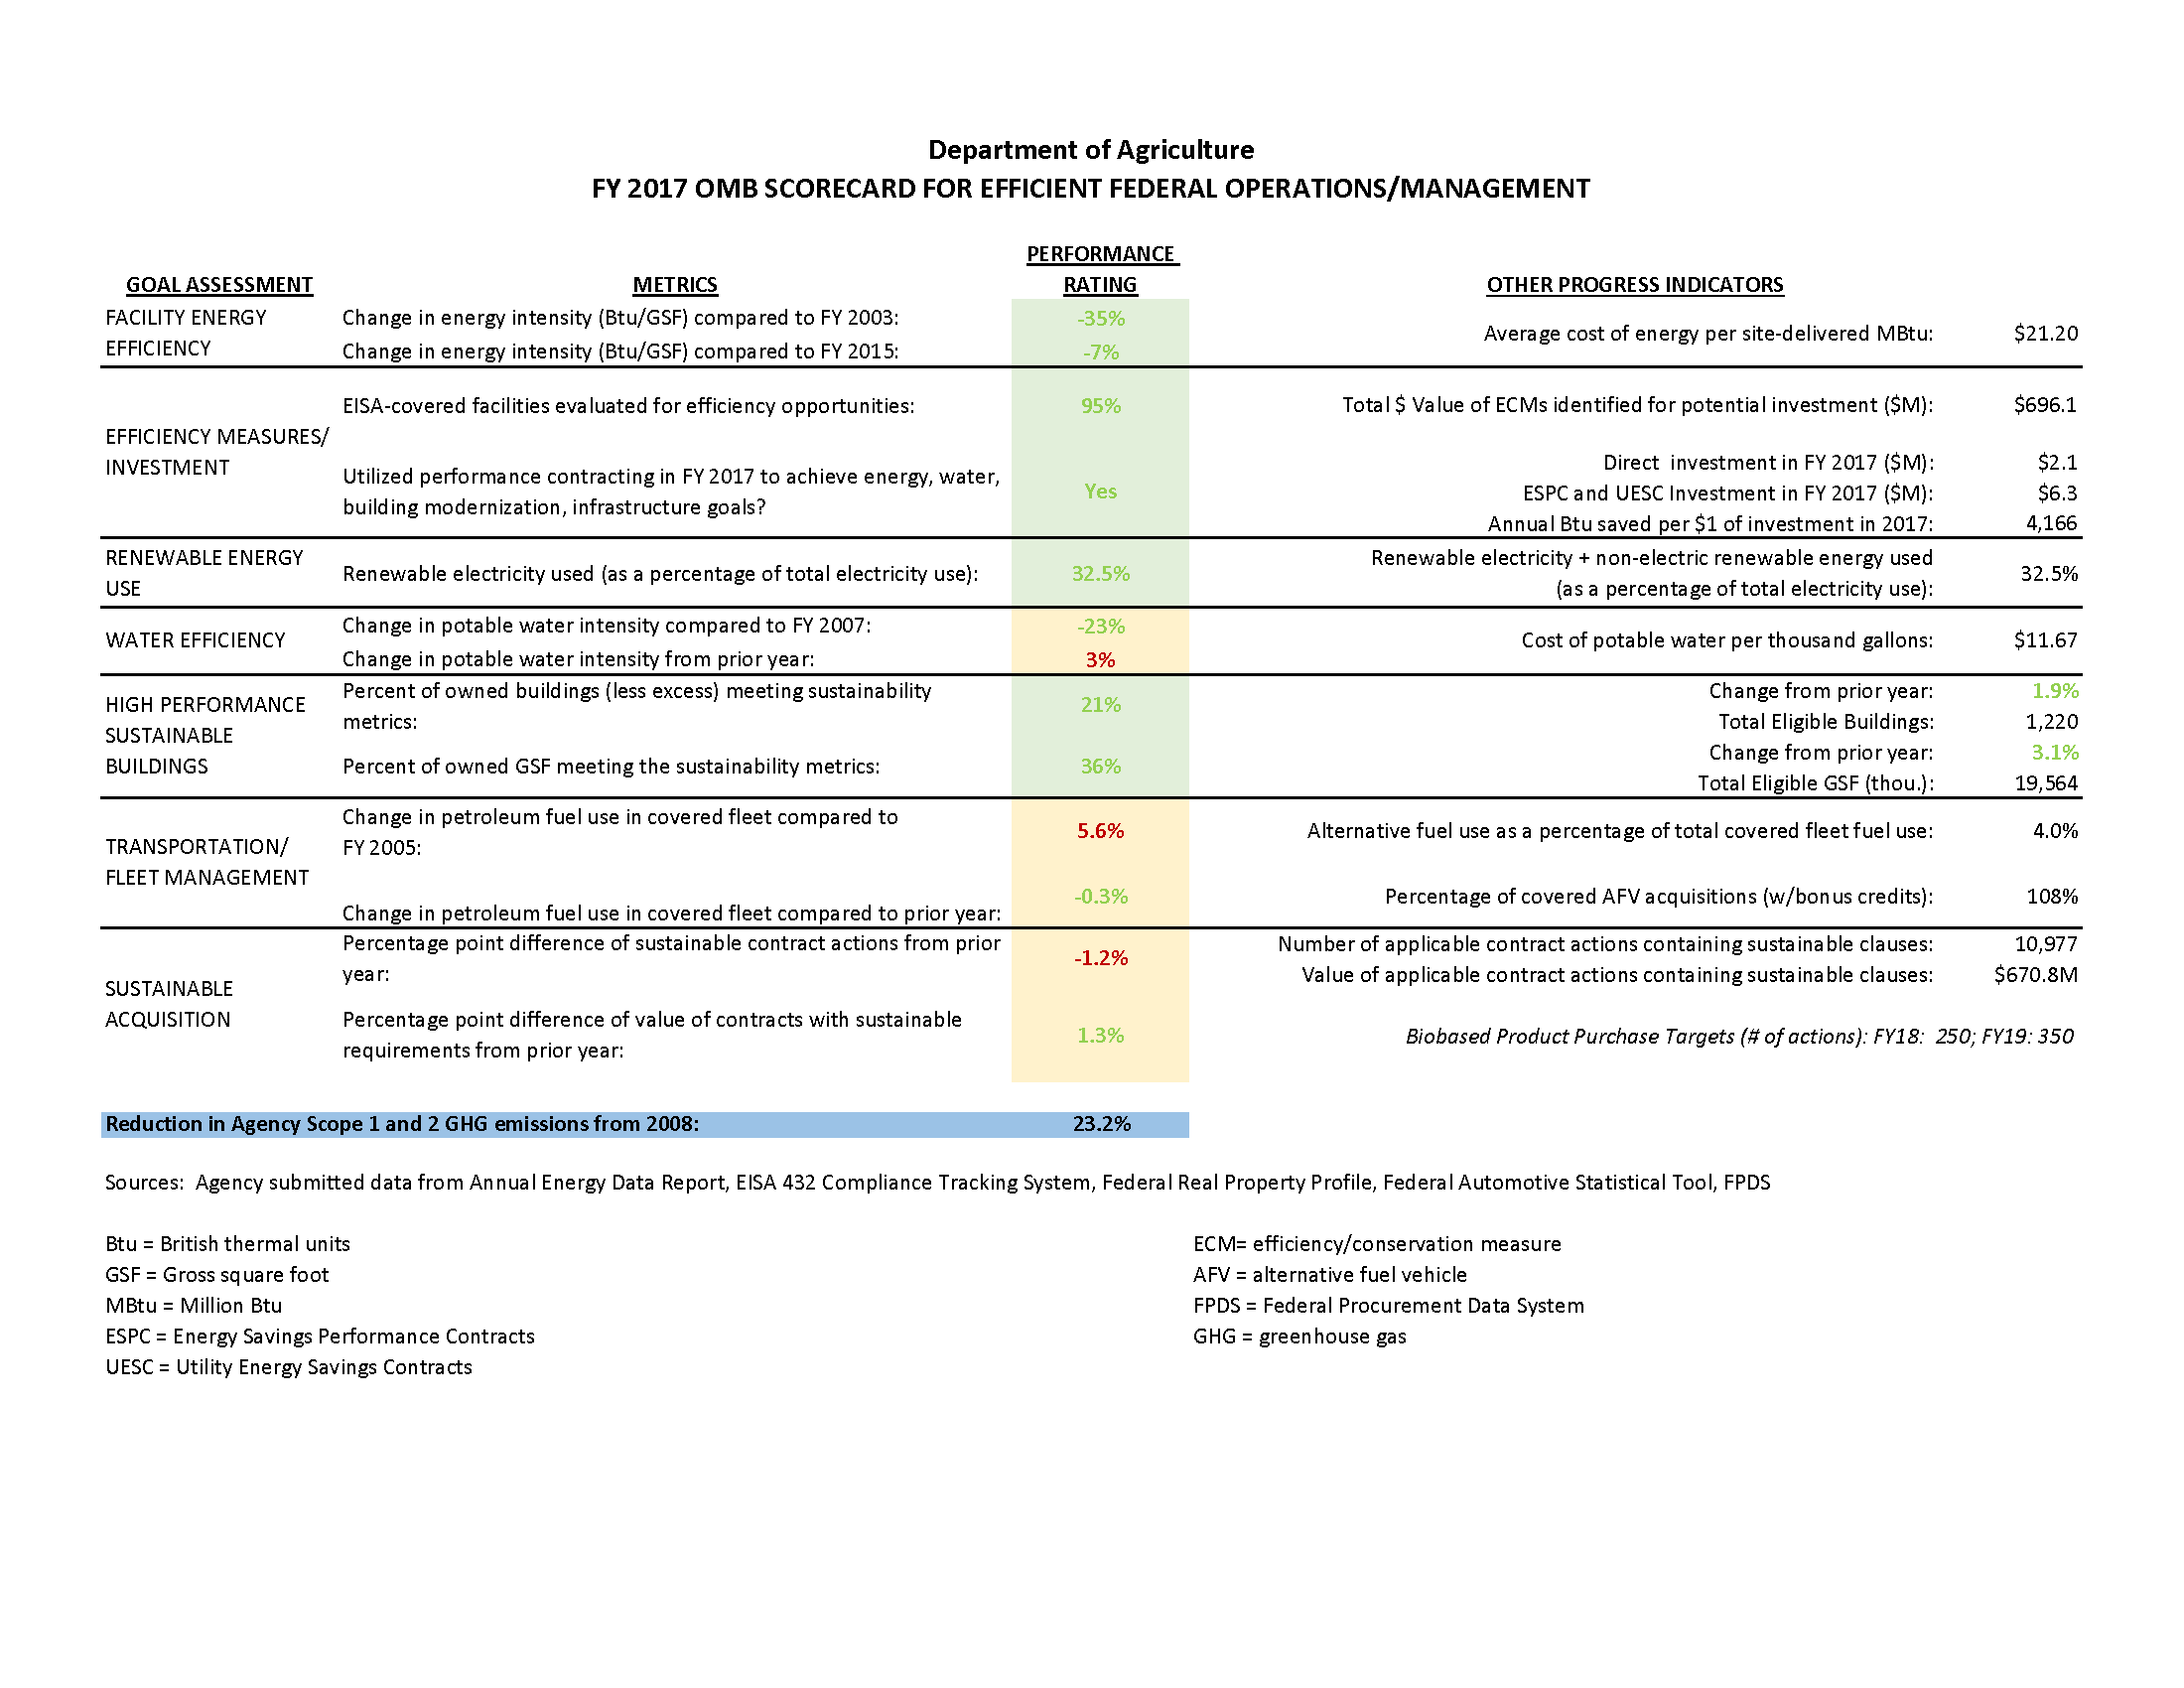 Department of Agriculture
FY 2017 OMB SCORECARD FOR EFFICIENT FEDERAL OPERATIONS/MANAGEMENT
GOAL ASSESSMENT METRICS PERFORMANCE RATING OTHER PROGRESS INDICATORS
FACILITY ENERGY EFFICIENCY
Change in energy intensity (Btu/GSF) compared to FY 2003: -35%
Change in energy intensity (Btu/GSF) compared to FY 2015: -7%
Average cost of energy per site-delivered MBtu: $21.20
EFFICIENCY MEASURES/
INVESTMENT
EISA-covered facilities evaluated for efficiency opportunities: 95%
Total $ Value of ECMs identified for potential investment ($M): $696.1
Utilized performance contracting in FY 2017 to achieve energy, water,
building modernization, infrastructure goals? Yes
Direct investment in FY 2017 ($M): $2.1
ESPC and UESC Investment in FY 2017 ($M): $6.3
Annual Btu saved per $1 of investment in 2017: 4,166
RENEWABLE ENERGY
USE
Renewable electricity used (as a percentage of total electricity use): 32.5%
Renewable electricity + non-electric renewable energy used
(as a percentage of total electricity use): 32.5%
WATER EFFICIENCY
Change in potable water intensity compared to FY 2007: -23%
Change in potable water intensity from prior year: 3%
Cost of potable water per thousand gallons: $11.67
HIGH PERFORMANCE
SUSTAINABLE
BUILDINGS
Percent of owned buildings (less excess) meeting sustainability
metrics: 21%
Change from prior year: 1.9%
Total Eligible Buildings: 1,220
Percent of owned GSF meeting the sustainability metrics: 36%
Change from prior year: 3.1%
Total Eligible GSF (thou.): 19,564
TRANSPORTATION/
FLEET MANAGEMENT
Change in petroleum fuel use in covered fleet compared to
FY 2005: 5.6%
Alternative fuel use as a percentage of total covered fleet fuel use: 4.0%
Change in petroleum fuel use in covered fleet compared to prior year: -0.3%
Percentage of covered AFV acquisitions (w/bonus credits): 108%
SUSTAINABLE
ACQUISITION
Percentage point difference of sustainable contract actions from prior
year: -1.2%
Number of applicable contract actions containing sustainable clauses: 10,977
Value of applicable contract actions containing sustainable clauses: $670.8M
Percentage point difference of value of contracts with sustainable
requirements from prior year: 1.3%
Biobased Product Purchase Targets (# of actions): FY18: 250; FY19: 350
Reduction in Agency Scope 1 and 2 GHG emissions from 2008: 23.2%
Sources: Agency submitted data from Annual Energy Data Report, EISA 432 Compliance Tracking System, Federal Real Property Profile, Federal Automotive Statistical Tool, FPDS
Btu = British thermal units
GSF = Gross square foot
MBtu = Million Btu
ESPC = Energy Savings Performance Contracts
UESC = Utility Energy Savings Contracts
ECM= efficiency/conservation measure
AFV = alternative fuel vehicle
FPDS = Federal Procurement Data System
GHG = greenhouse gas